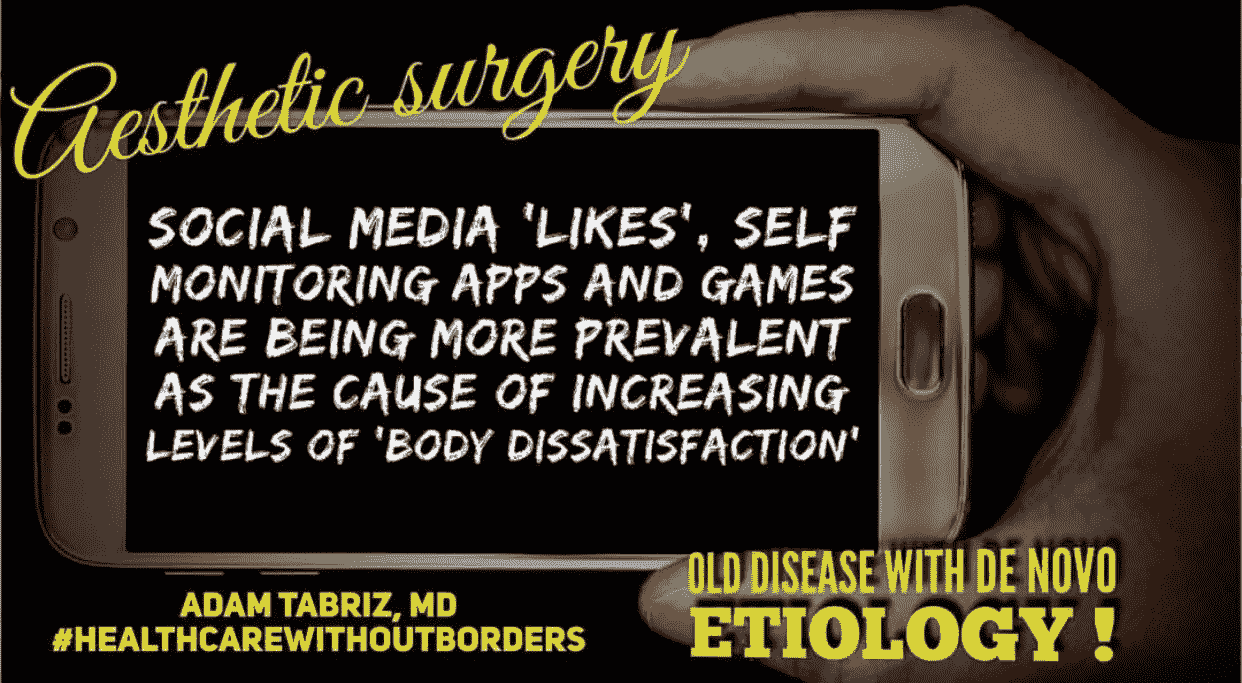 Aesthetic surgery
SOCIAL MEDIA 'LIKES', SELF
MONITORING APPS AND GAMES
ARE BEING MORE PREVALENT
AS THE CAUSE OF INCREASING
LEVELS OF 'BODY DISSATISFACTION'
OLD DISEASE WITH DE NOVO
ETIOLOGY !
ADAM TABRIZ, MD
#HEALTHCAREWITHOUTBORDERS